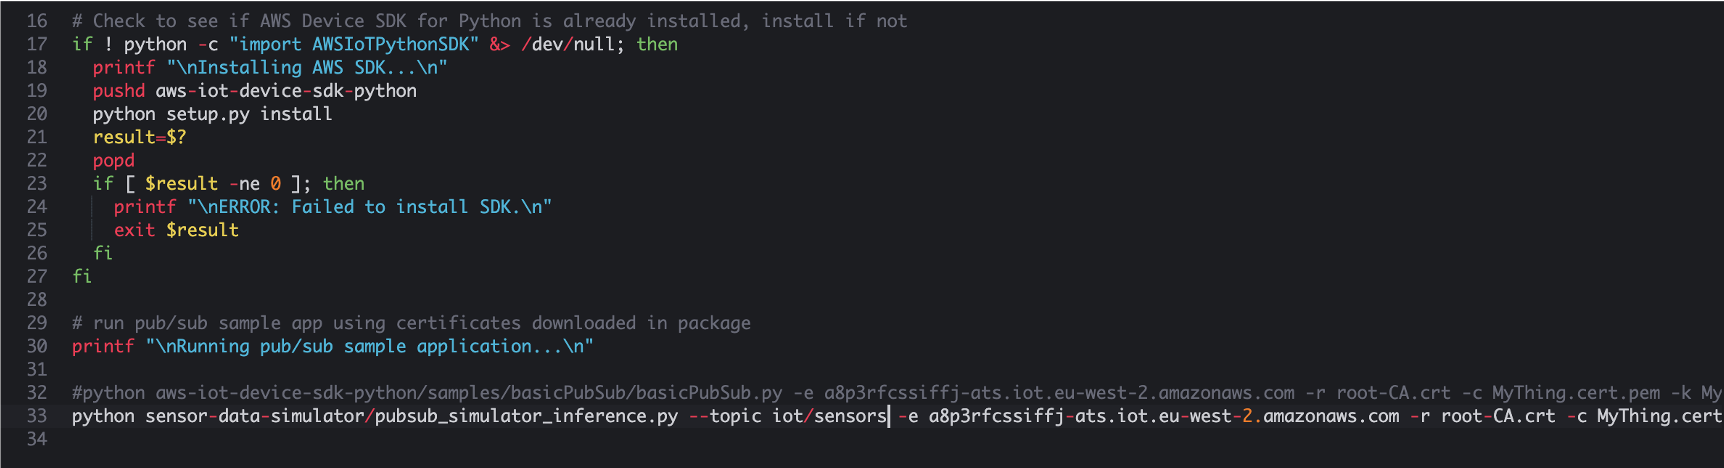 16 # Check to see if AWS Device SDK for Python is already installed, install if not
17 if ! python -c "import AWSIoTPythonSDK" &> /dev/null; then
18   printf "\nInstalling AWS SDK...\n"
19   pushd aws-iot-device-sdk-python
20   python setup.py install
21   result=$?
22   popd
23   if [ $result -ne 0 ]; then
24     printf "\nERROR: Failed to install SDK.\n"
25     exit $result
26   fi
27 fi
28
29 # run pub/sub sample app using certificates downloaded in package
30 printf "\nRunning pub/sub sample application...\n"
31
32 #python aws-iot-device-sdk-python/samples/basicPubSub/basicPubSub.py -e a8p3rfcssiffj-ats.iot.eu-west-2.amazonaws.com -r root-CA.crt -c MyThing.cert.pem -k My
33 python sensor-data-simulator/pubsub_simulator_inference.py --topic iot/sensors -e a8p3rfcssiffj-ats.iot.eu-west-2.amazonaws.com -r root-CA.crt -c MyThing.cert
34